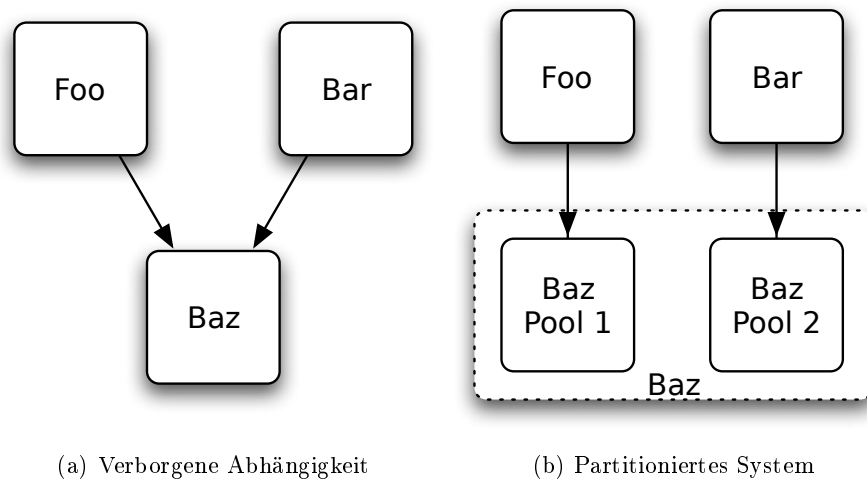 Foo
Bar
Baz
(a) Verborgene Abhängigkeit
Foo
Bar
Baz
Pool 1
Baz
Pool 2
Baz
(b) Partitioniertes System